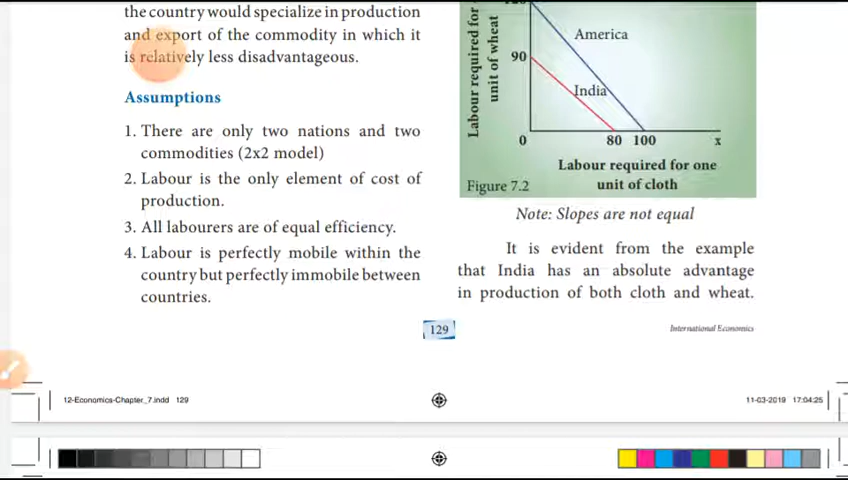 the country would specialize in production
and export of the commodity in which it
is relatively less disadvantageous.
Assumptions
1. There are only two nations and two
commodities (2x2 model)
2. Labour is the only element of cost of
production.
3. All labourers are of equal efficiency.
4. Labour is perfectly mobile within the
country but perfectly immobile between
countries.
Labour required for
unit of wheat
America
90
India
0 80 100 x
Labour required for one
unit of cloth
Figure 7.2
Note: Slopes are not equal
It is evident from the example
that India has an absolute advantage
in production of both cloth and wheat.
129
International Economics
12-Economics-Chapter_7.indd 129
11-03-2019 17:04:25